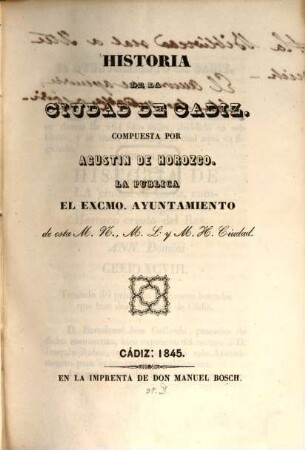 HISTORIA
DE LA
CIUDAD DE CADIZ.
COMPUESTA POR
AGUSTIN DE HOROZCO.
LA PUBLICA
EL EXCMO. AYUNTAMIENTO
de esta M. N., M. L. y M. H. Ciudad.
CÁDIZ: 1845.
EN LA IMPRENTA DE DON MANUEL BOSCH.